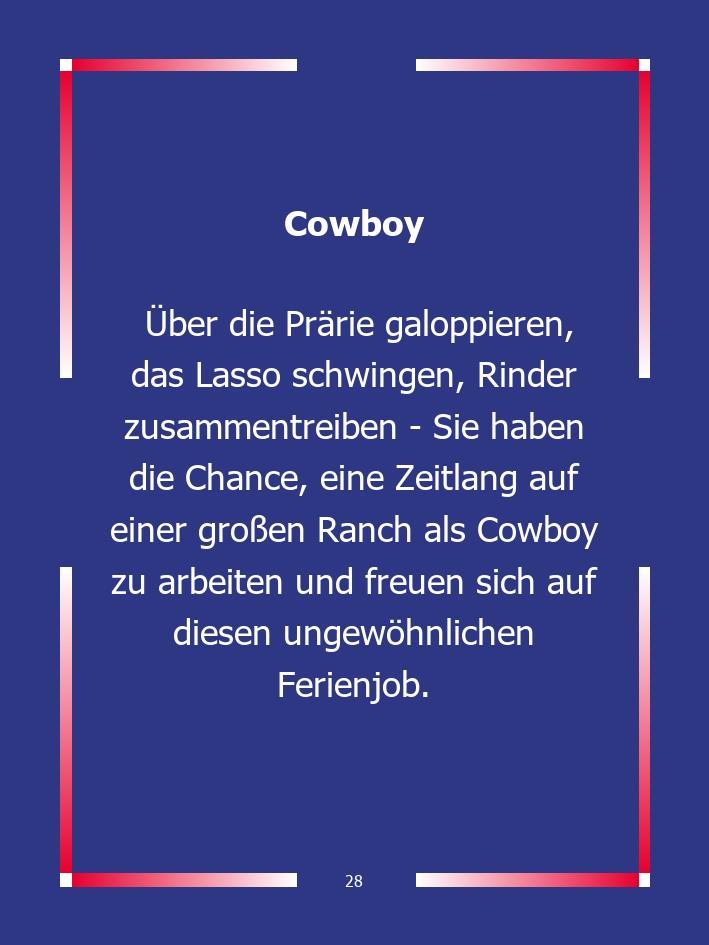 Cowboy
Über die Prärie galoppieren,
das Lasso schwingen, Rinder
zusammentreiben - Sie haben
die Chance, eine Zeitlang auf
einer großen Ranch als Cowboy
zu arbeiten und freuen sich auf
diesen ungewöhnlichen
Ferienjob.
28